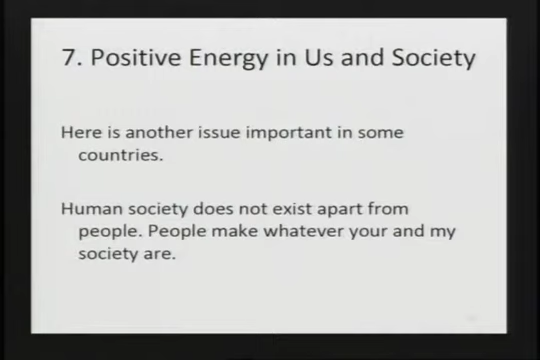 7. Positive Energy in Us and Society
Here is another issue important in some
countries.
Human society does not exist apart from
people. People make whatever your and my
society are.